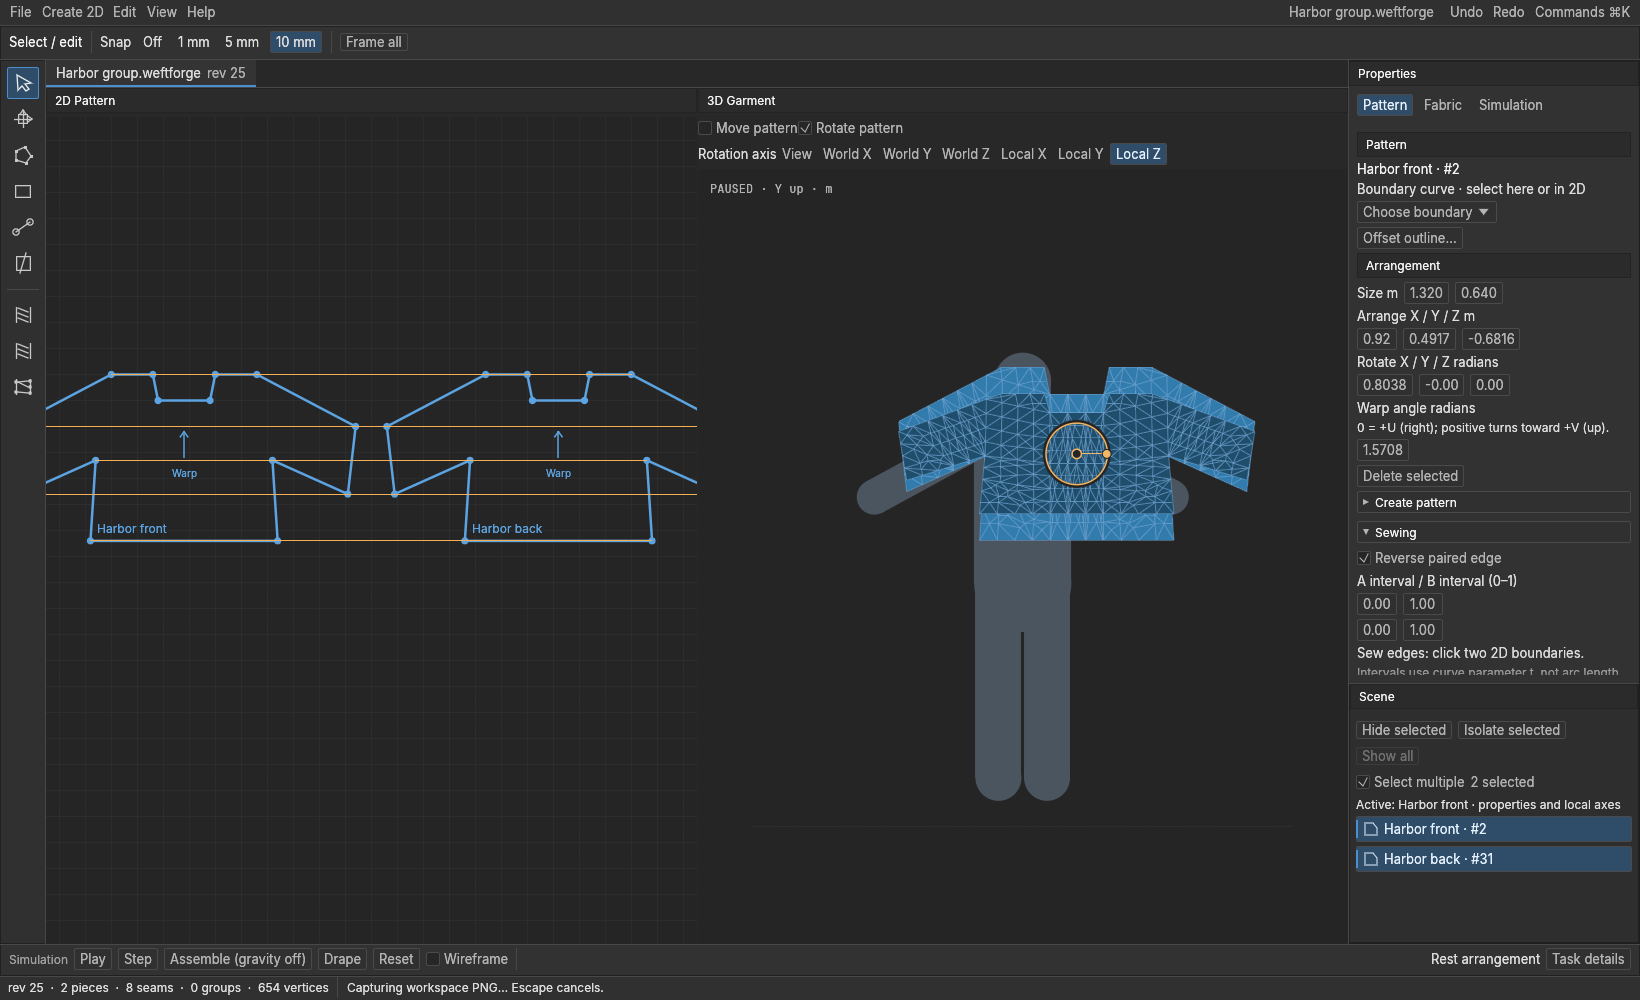 File Create 2D Edit View Help Harbor group.weftforge Undo Redo Commands ⌘K
Select / edit Snap Off 1 mm 5 mm 10 mm Frame all
Harbor group.weftforge rev 25
2D Pattern
Warp
Warp
Harbor front
Harbor back
3D Garment
Move pattern Rotate pattern
Rotation axis View World X World Y World Z Local X Local Y Local Z
PAUSED · Y up · m
Properties
Pattern Fabric Simulation
Pattern
Harbor front · #2
Boundary curve · select here or in 2D
Choose boundary
Offset outline...
Arrangement
Size m 1.320 0.640
Arrange X / Y / Z m
0.92 0.4917 -0.6816
Rotate X / Y / Z radians
0.8038 -0.00 0.00
Warp angle radians
0 = +U (right); positive turns toward +V (up).
1.5708
Delete selected
Create pattern
Sewing
Reverse paired edge
A interval / B interval (0–1)
0.00 1.00
0.00 1.00
Sew edges: click two 2D boundaries.
Intervals use curve parameter t, not arc length
Scene
Hide selected Isolate selected
Show all
Select multiple 2 selected
Active: Harbor front · properties and local axes
Harbor front · #2
Harbor back · #31
Simulation Play Step Assemble (gravity off) Drape Reset Wireframe Rest arrangement Task details
rev 25 · 2 pieces · 8 seams · 0 groups · 654 vertices Capturing workspace PNG... Escape cancels.